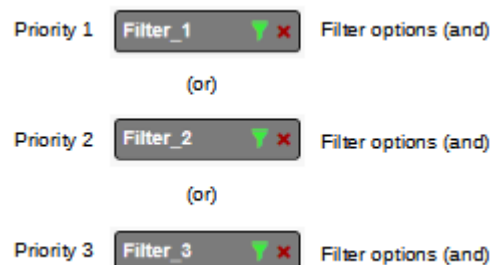 Priority 1 Filter_1 Filter options (and)
(or)
Priority 2 Filter_2 Filter options (and)
(or)
Priority 3 Filter_3 Filter options (and)